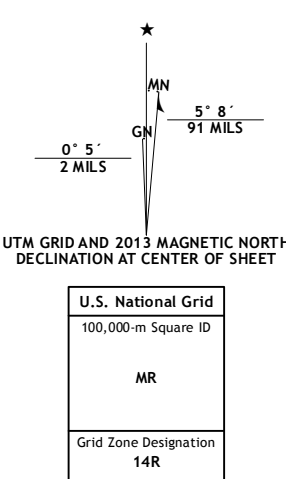 ★
MN
5° 8´
91 MILS
GN
0° 5´
2 MILS
UTM GRID AND 2013 MAGNETIC NORTH
DECLINATION AT CENTER OF SHEET
U.S. National Grid
100,000-m Square ID
MR
Grid Zone Designation
14R